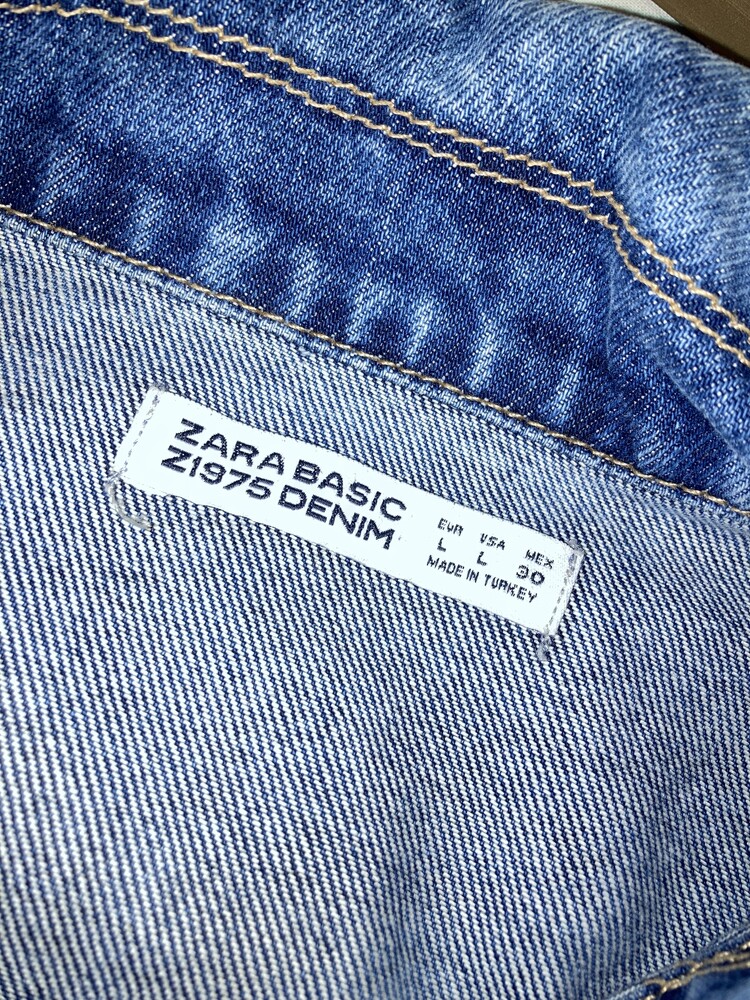 ZARA BASIC
Z1975 DENIM
EUR USA MEX
L L 30
MADE IN TURKEY